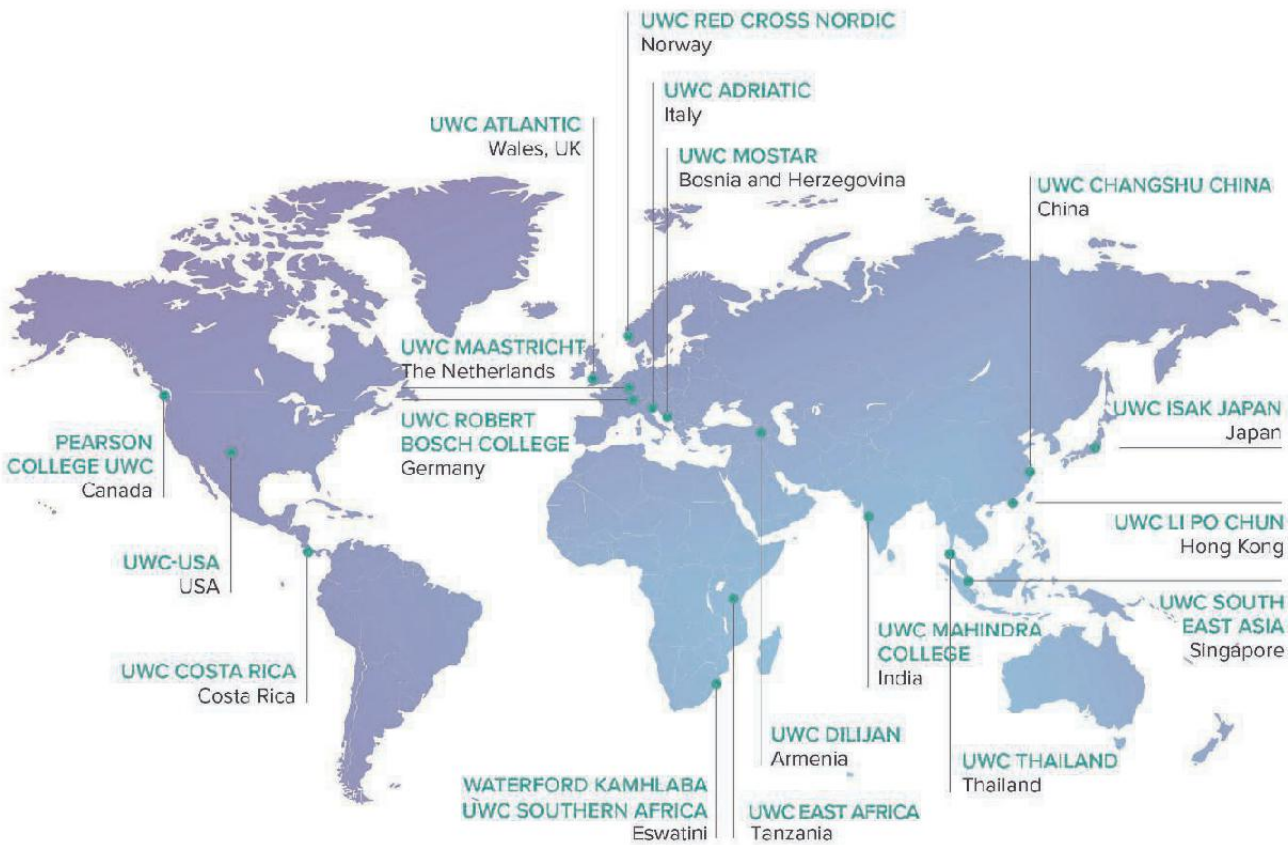 UWC RED CROSS NORDIC
Norway
UWC ADRIATIC
Italy
UWC ATLANTIC
Wales, UK
UWC MOSTAR
Bosnia and Herzegovina
UWC CHANGSHU CHINA
China
UWC MAASTRICHT
The Netherlands
UWC ROBERT
BOSCH COLLEGE
Germany
UWC ISAK JAPAN
Japan
PEARSON
COLLEGE UWC
Canada
UWC LI PO CHUN
Hong Kong
UWC-USA
USA
UWC SOUTH
EAST ASIA
Singapore
UWC MAHINDRA
COLLEGE
India
UWC COSTA RICA
Costa Rica
UWC DILIJAN
Armenia
UWC THAILAND
Thailand
WATERFORD KAMHLABA
UWC SOUTHERN AFRICA
Eswatini
UWC EAST AFRICA
Tanzania